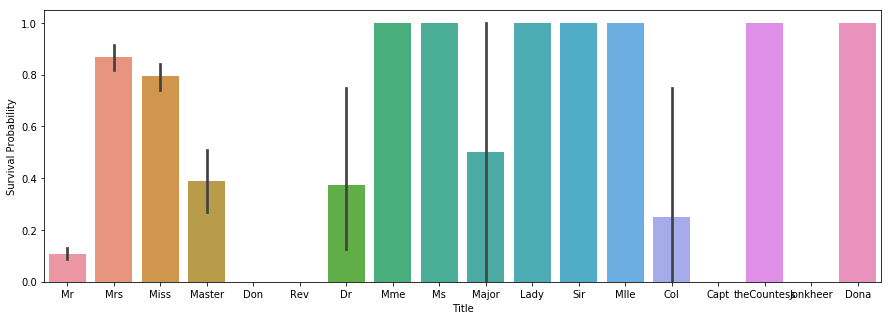 1.0
0.8
0.6
0.4
0.2
0.0
Survival Probability
Mr Mrs Miss Master Don Rev Dr Mme Ms Major Lady Sir Mlle Col Capt theCountess Jonkheer Dona
Title